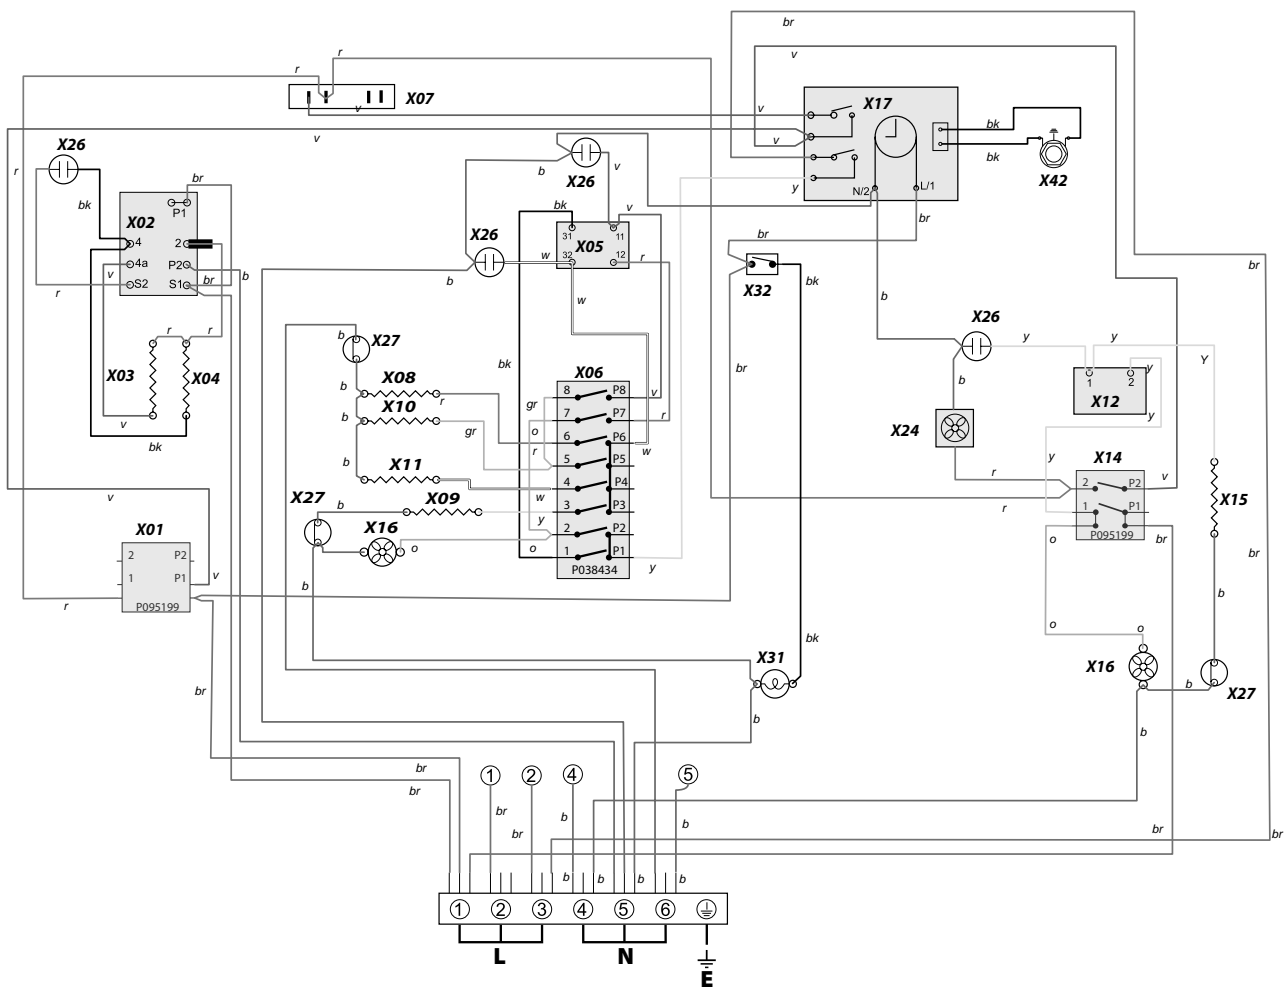 br
v
r
r
X07
v
v
v
v
X17
bk
bk
X42
y
N/2
L/1
X26
r
bk
br
P1
X02
4
2
4a
P2
v
b
S2
S1
br
r
r
r
X03
X04
v
bk
v
b
X26
v
bk
v
31
11
X05
32
12
X26
w
r
b
w
br
br
X32
bk
br
b
X26
y
y
Y
br
b
X27
b
b
X08
r
b
X10
gr
b
X11
X06
8
P8
v
gr
7
P7
r
o
6
P6
w
r
5
P5
4
P4
w
3
P3
y
2
P2
o
1
P1
y
P038434
bk
X27
b
X09
X16
o
b
1
2
y
X12
y
X24
b
r
r
y
X14
2
P2
v
1
P1
br
P095199
o
X15
br
b
X01
2
P2
1
P1
v
P095199
r
br
bk
X31
b
o
o
X16
b
X27
b
br
br
1
2
4
5
br
br
b
b
br
br
b
b
b
b
1
2
3
4
5
6
L
N
E